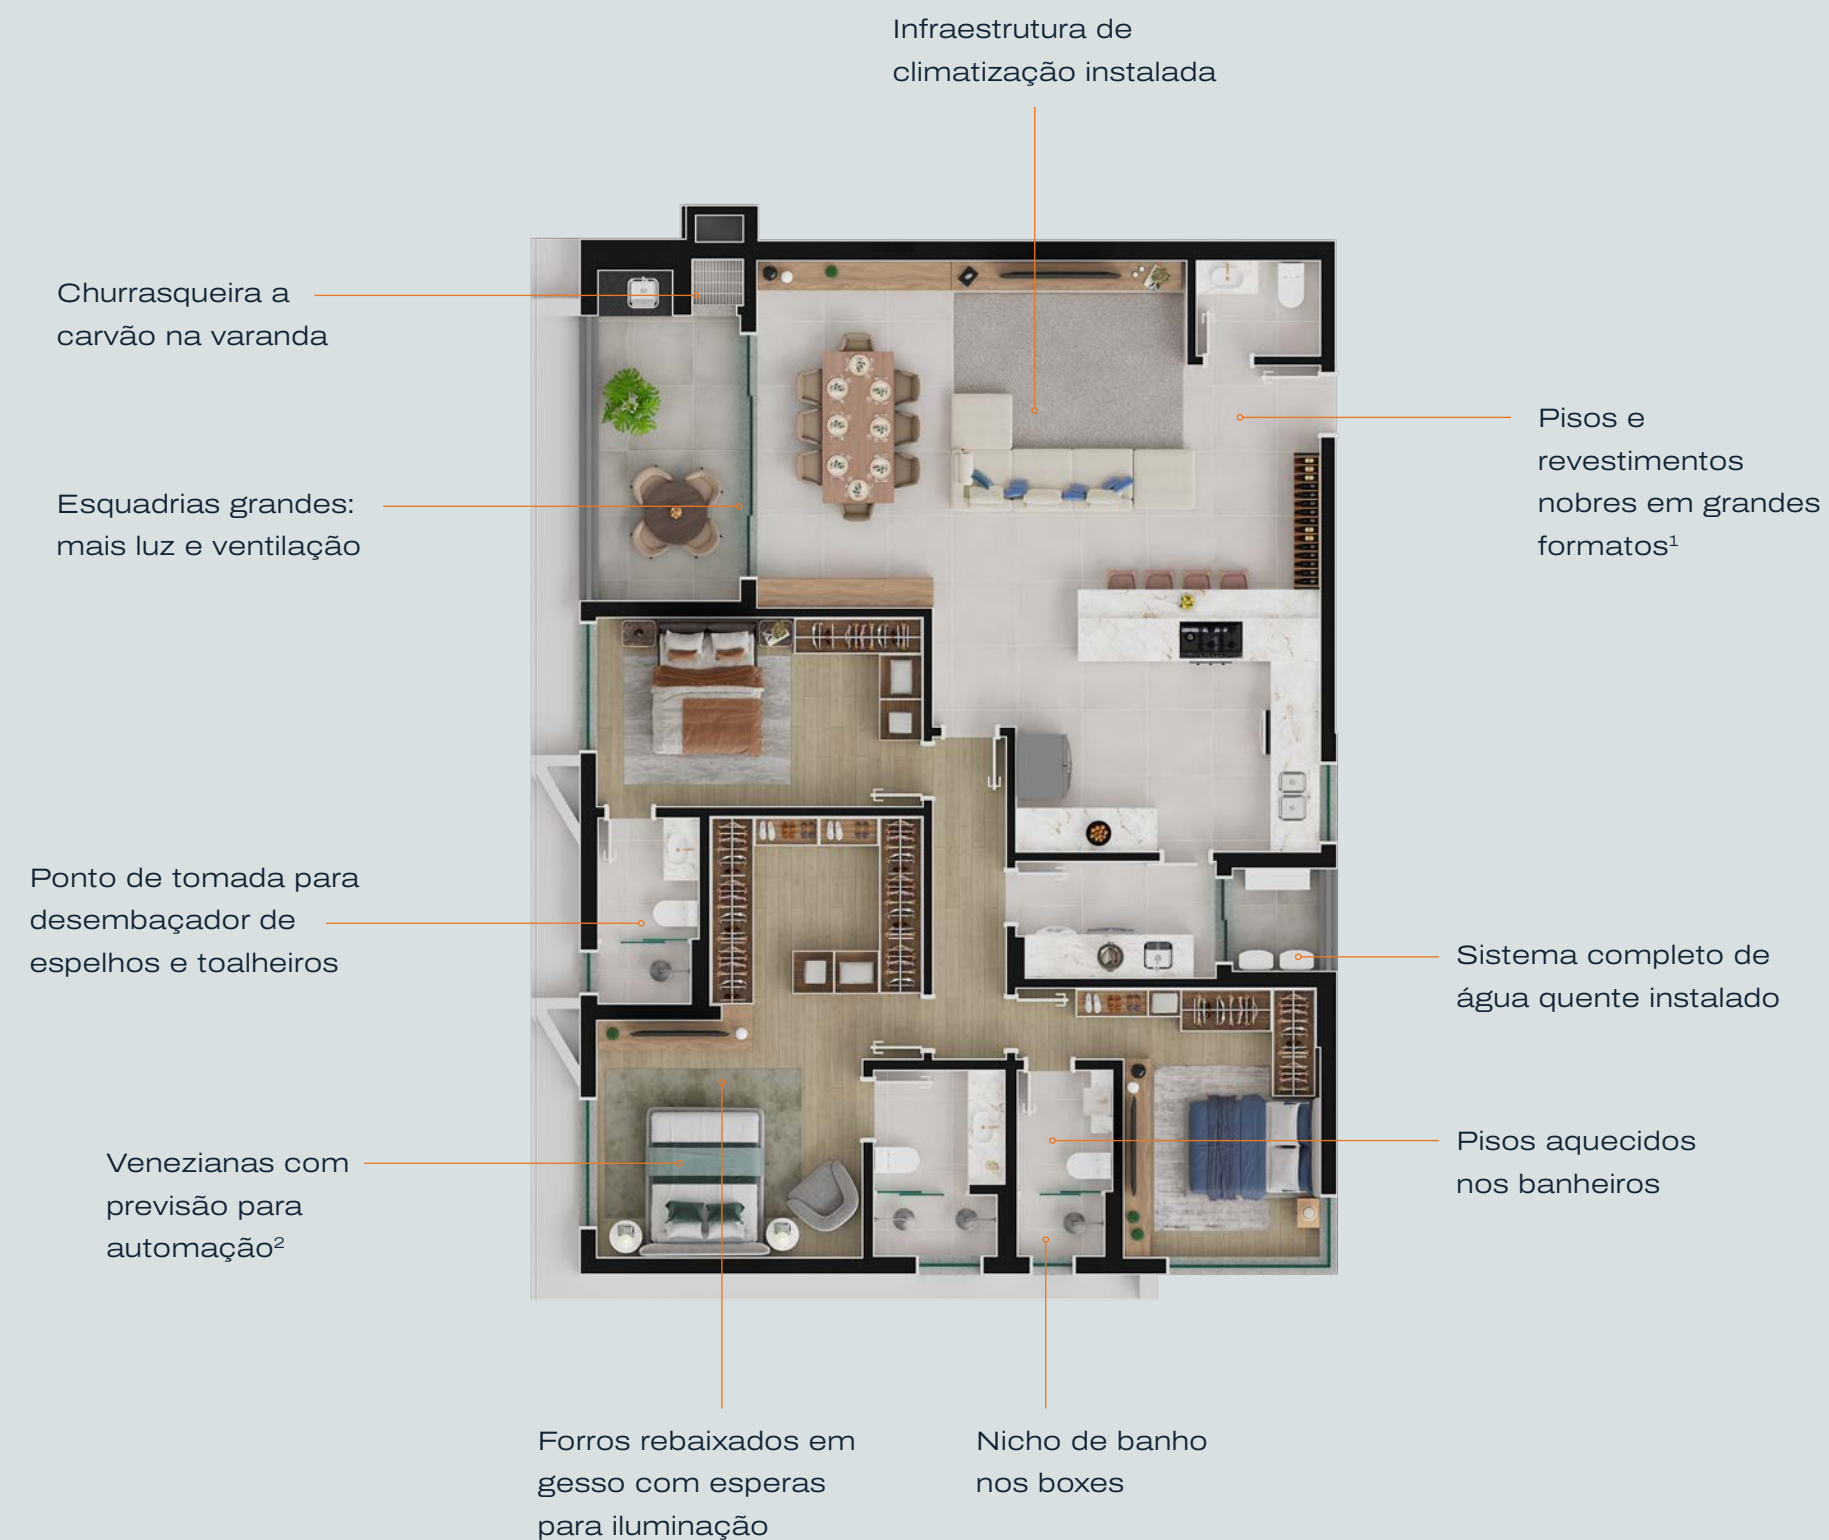 Infraestrutura de
climatização instalada
Churrasqueira a
carvão na varanda
Pisos e
revestimentos
nobres em grandes
formatos¹
Esquadrias grandes:
mais luz e ventilação
Ponto de tomada para
desembaçador de
espelhos e toalheiros
Sistema completo de
água quente instalado
Pisos aquecidos
nos banheiros
Venezianas com
previsão para
automação²
Forros rebaixados em
gesso com esperas
para iluminação
Nicho de banho
nos boxes